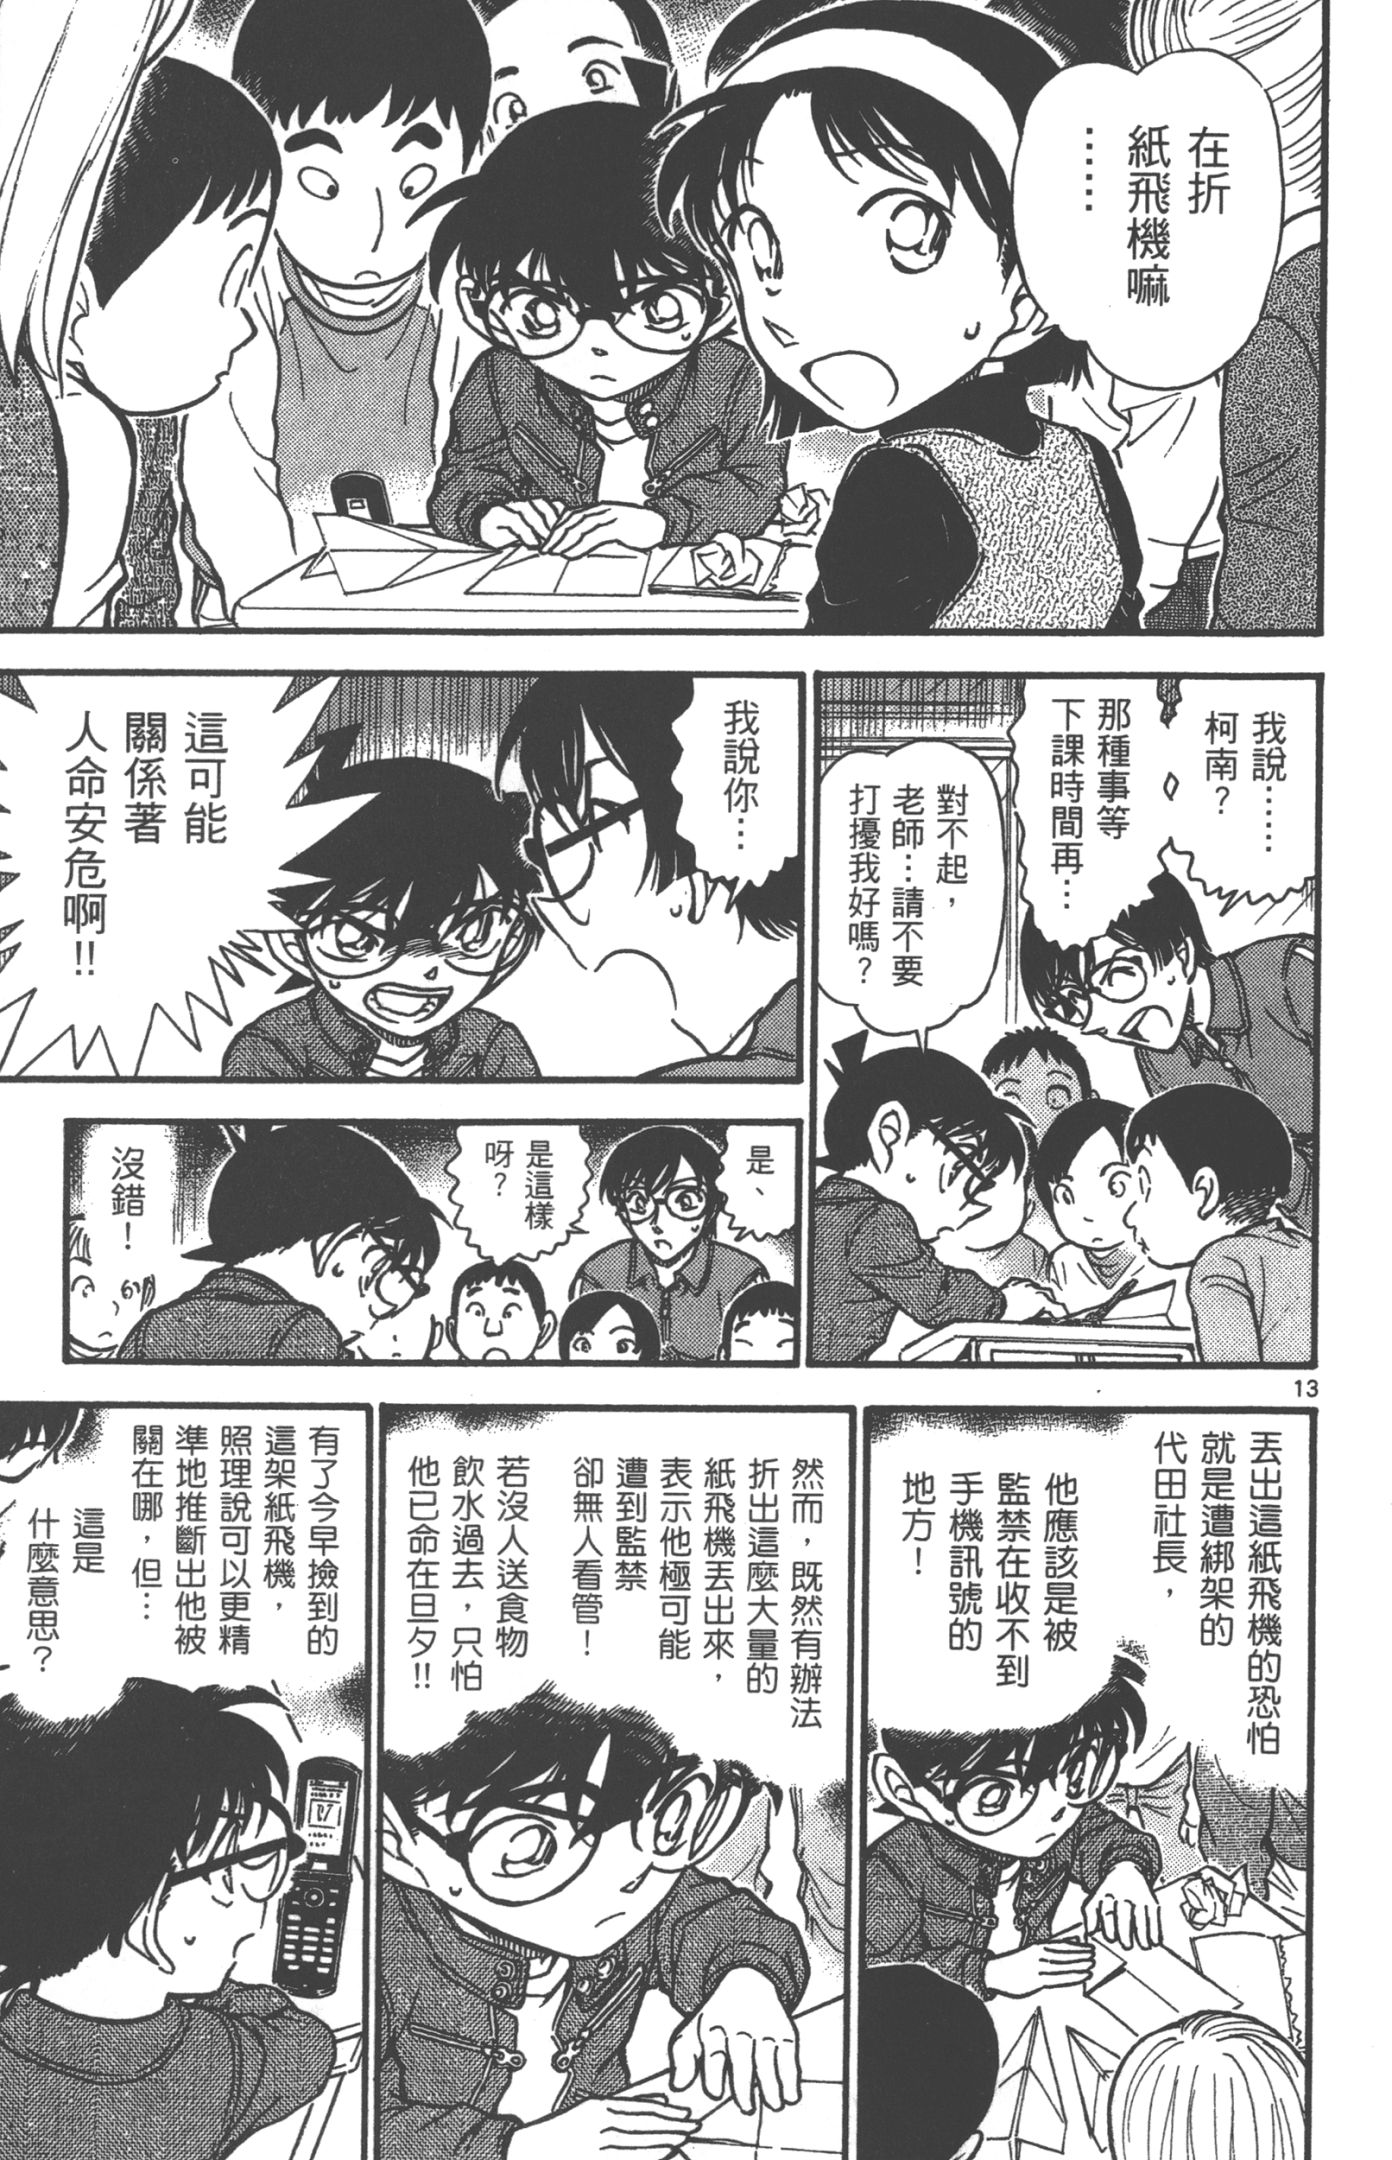 在折
紙飛機嘛
……
我說……
柯南？
那種事等
下課時間再…
對不起，
老師…請不要
打擾我好嗎？
我說你…
這可能
關係著
人命安危啊!!
是、
是這樣
呀？
沒錯！
13
丟出這紙飛機的恐怕
就是遭綁架的
代田社長，
他應該是被
監禁在收不到
手機訊號的
地方！
然而，既然有辦法
折出這麼大量的
紙飛機丟出來，
表示他極可能
遭到監禁
卻無人看管！
若沒人送食物
飲水過去，只怕
他已命在旦夕!!
有了今早撿到的
這架紙飛機，
照理說可以更精
準地推斷出他被
關在哪，但…
這是
什麼意思？